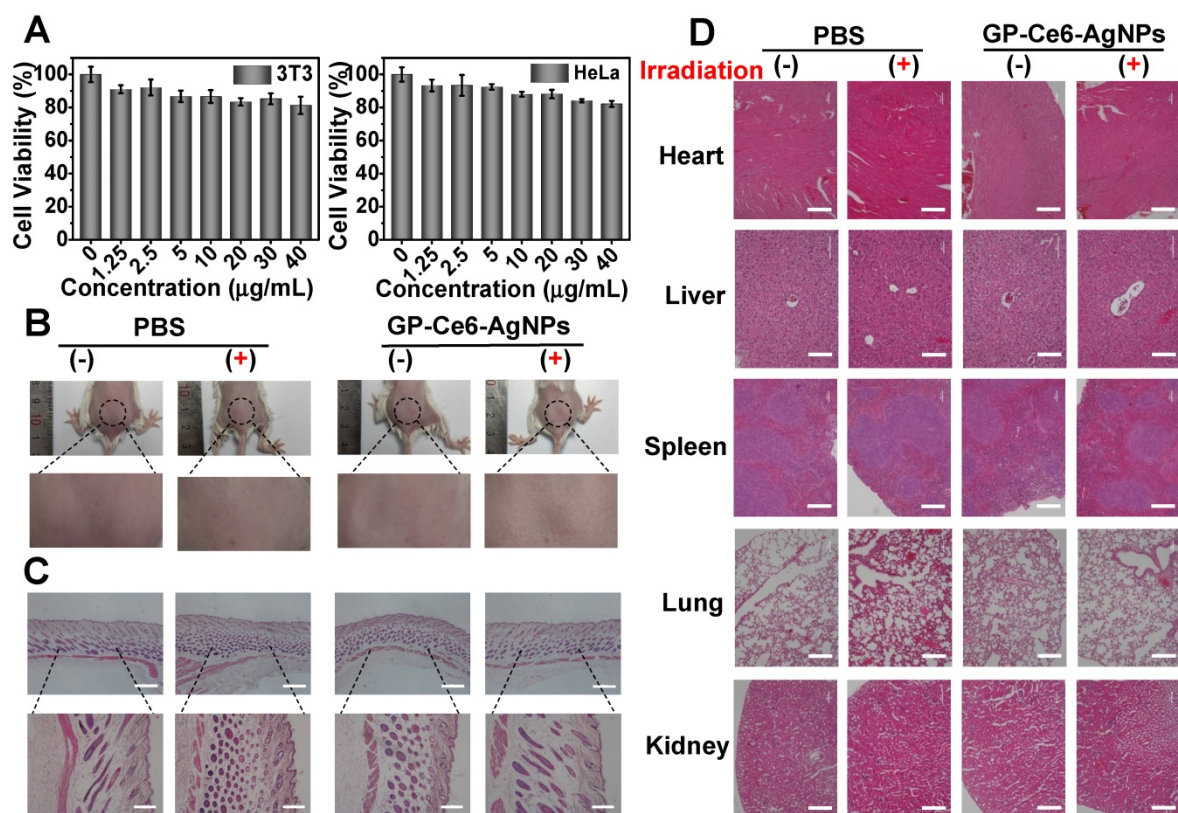 A
Cell Viability (%)
100
80
60
40
20
0
3T3
0
1.25
2.5
5
10
20
30
40
Concentration (μg/mL)
Cell Viability (%)
100
80
60
40
20
0
HeLa
0
1.25
2.5
5
10
20
30
40
Concentration (μg/mL)
B
PBS
GP-Ce6-AgNPs
(-)
(+)
(-)
(+)
C
D
PBS
GP-Ce6-AgNPs
Irradiation
(-)
(+)
(-)
(+)
Heart
Liver
Spleen
Lung
Kidney